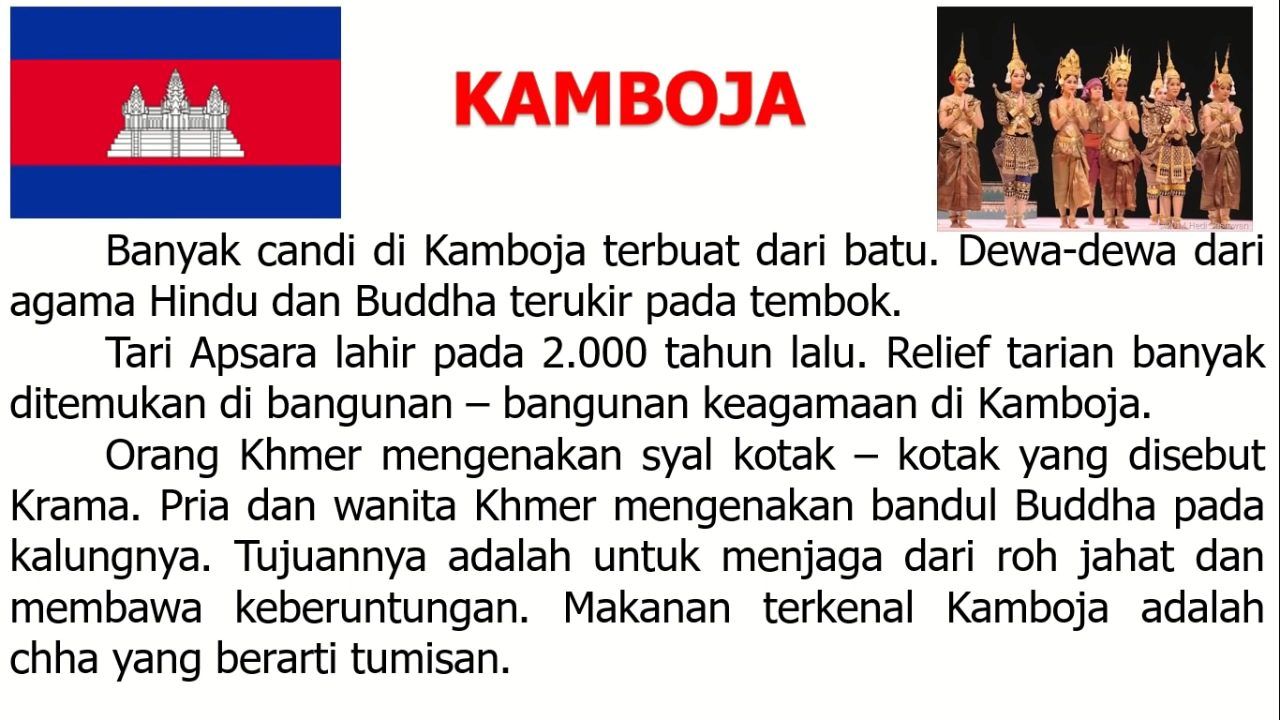 KAMBOJA
Banyak candi di Kamboja terbuat dari batu. Dewa-dewa dari
agama Hindu dan Buddha terukir pada tembok.
Tari Apsara lahir pada 2.000 tahun lalu. Relief tarian banyak
ditemukan di bangunan – bangunan keagamaan di Kamboja.
Orang Khmer mengenakan syal kotak – kotak yang disebut
Krama. Pria dan wanita Khmer mengenakan bandul Buddha pada
kalungnya. Tujuannya adalah untuk menjaga dari roh jahat dan
membawa keberuntungan. Makanan terkenal Kamboja adalah
chha yang berarti tumisan.